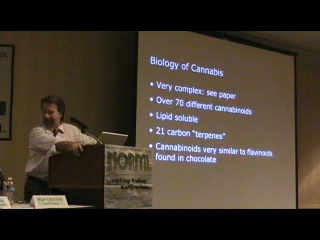 Biology of Cannabis
• Very complex: see paper
• Over 70 different cannabinoids
• Lipid soluble
• 21 carbon "terpenes"
• Cannabinoids very similar to flavinoids
found in chocolate
NORML